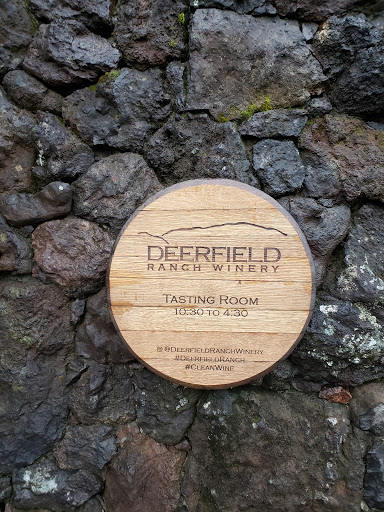 DEERFIELD
RANCH WINERY
TASTING ROOM
10:30 TO 4:30
@DEERFIELDRANCHWINERY
#DEERFIELDRANCH
#CLEANWINE